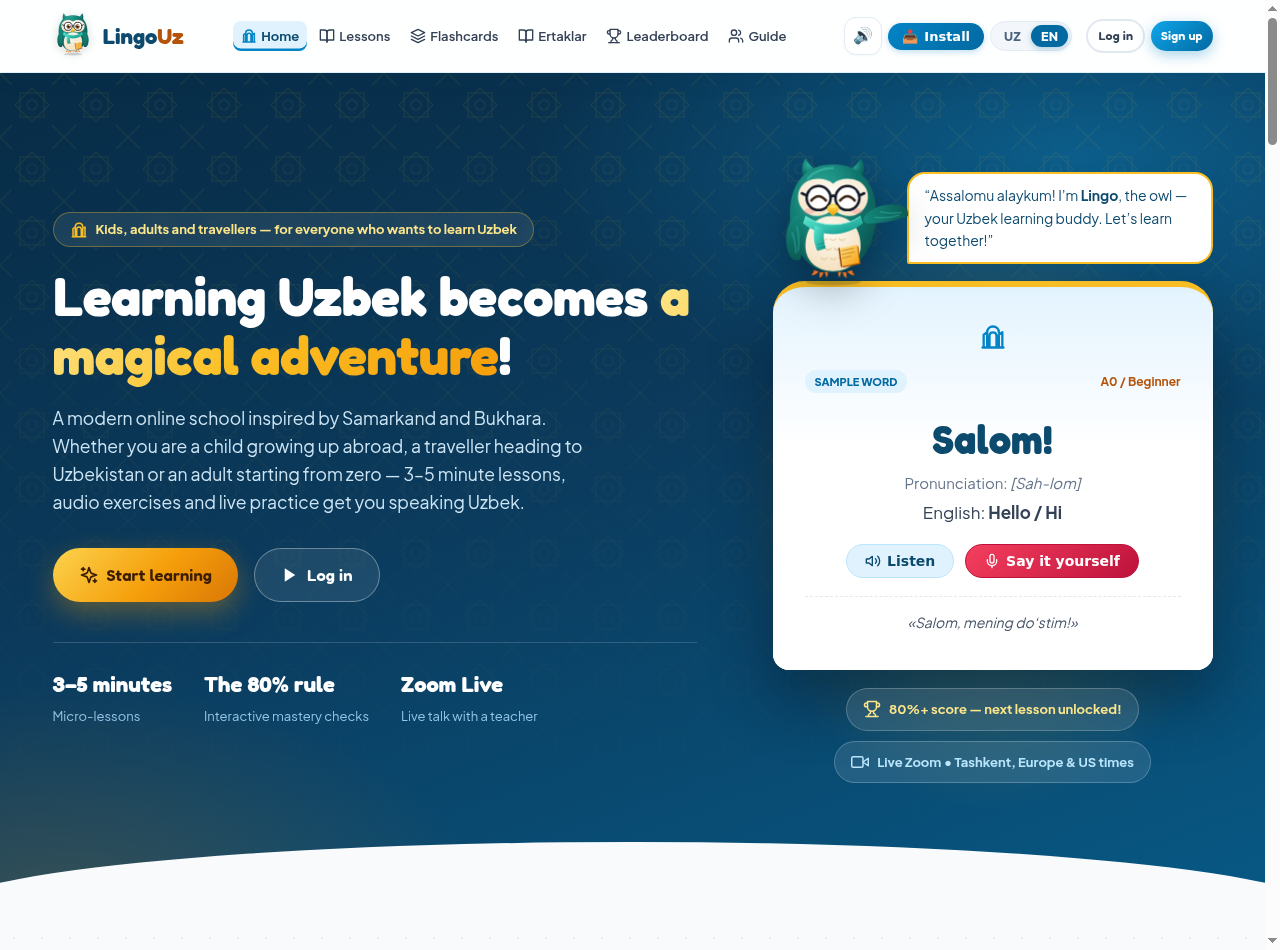 LingoUz
Home
Lessons
Flashcards
Ertaklar
Leaderboard
Guide
Install
UZ
EN
Log in
Sign up
Kids, adults and travellers — for everyone who wants to learn Uzbek
Learning Uzbek becomes a
magical adventure!
A modern online school inspired by Samarkand and Bukhara.
Whether you are a child growing up abroad, a traveller heading to
Uzbekistan or an adult starting from zero — 3–5 minute lessons,
audio exercises and live practice get you speaking Uzbek.
Start learning
Log in
3–5 minutes
Micro-lessons
The 80% rule
Interactive mastery checks
Zoom Live
Live talk with a teacher
“Assalomu alaykum! I’m Lingo, the owl —
your Uzbek learning buddy. Let’s learn
together!”
SAMPLE WORD
A0 / Beginner
Salom!
Pronunciation: [Sah-lom]
English: Hello / Hi
Listen
Say it yourself
«Salom, mening do‘stim!»
80%+ score — next lesson unlocked!
Live Zoom • Tashkent, Europe & US times